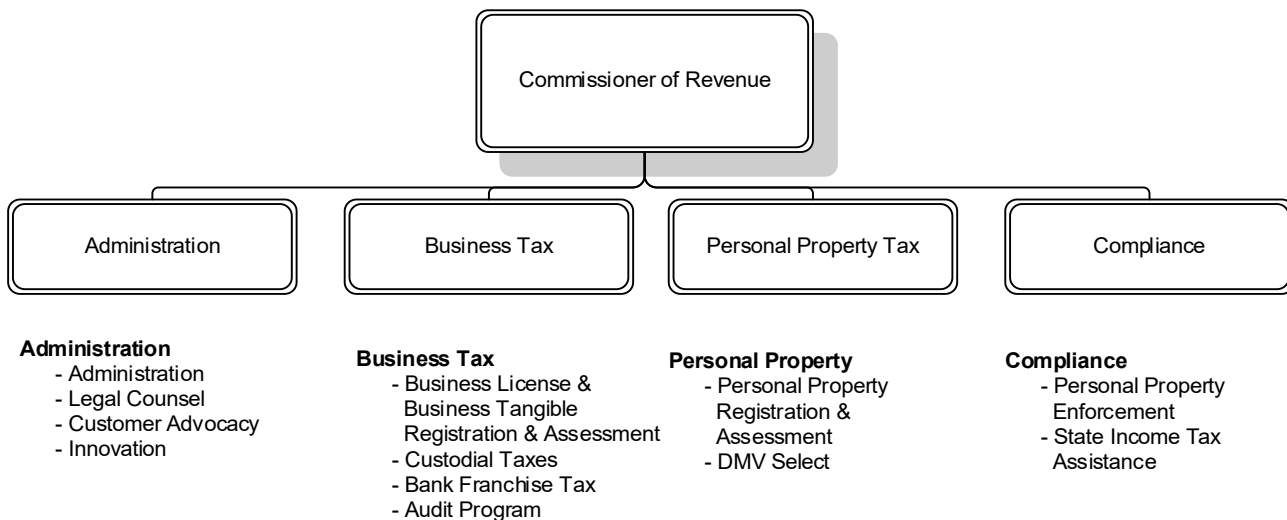 Commissioner of Revenue
Administration
Business Tax
Personal Property Tax
Compliance
Administration
- Administration
- Legal Counsel
- Customer Advocacy
- Innovation
Business Tax
- Business License &
Business Tangible
Registration & Assessment
- Custodial Taxes
- Bank Franchise Tax
- Audit Program
Personal Property
- Personal Property
Registration &
Assessment
- DMV Select
Compliance
- Personal Property
Enforcement
- State Income Tax
Assistance